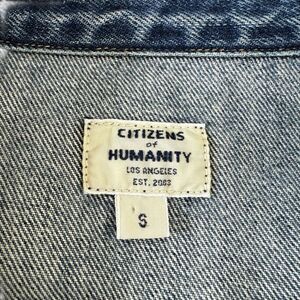 CITIZENS
of
HUMANITY
LOS ANGELES
EST. 2003
S